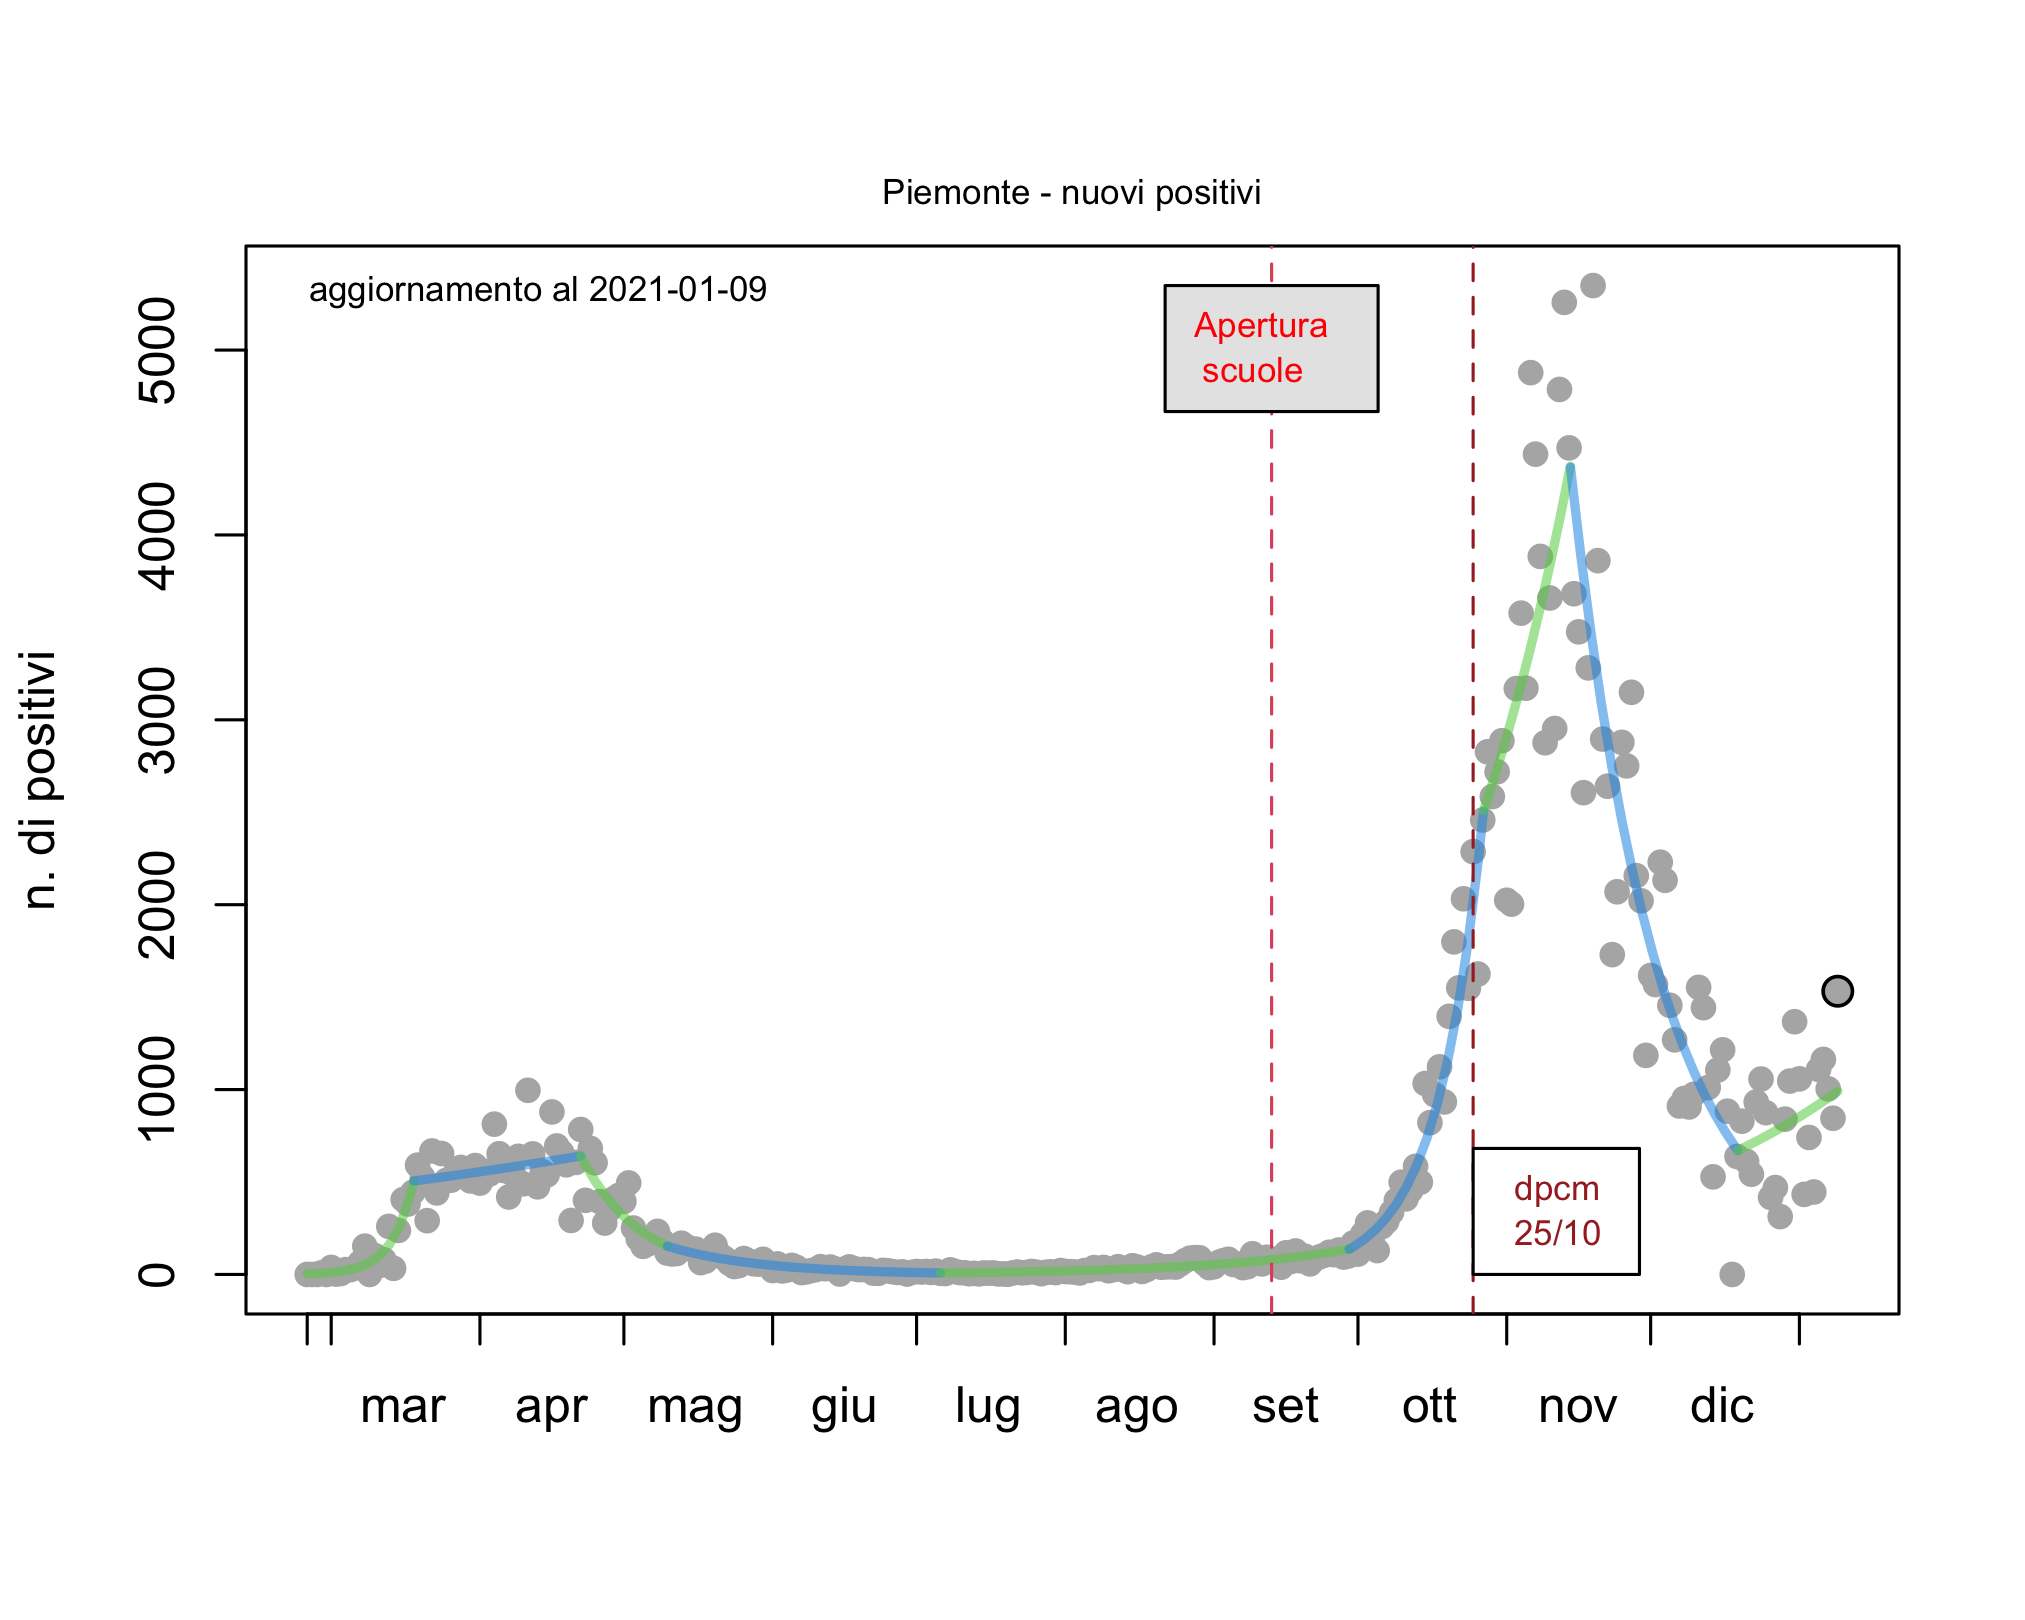 Piemonte - nuovi positivi
aggiornamento al 2021-01-09
Apertura
scuole
dpcm
25/10
n. di positivi
5000
4000
3000
2000
1000
0
mar apr mag giu lug ago set ott nov dic